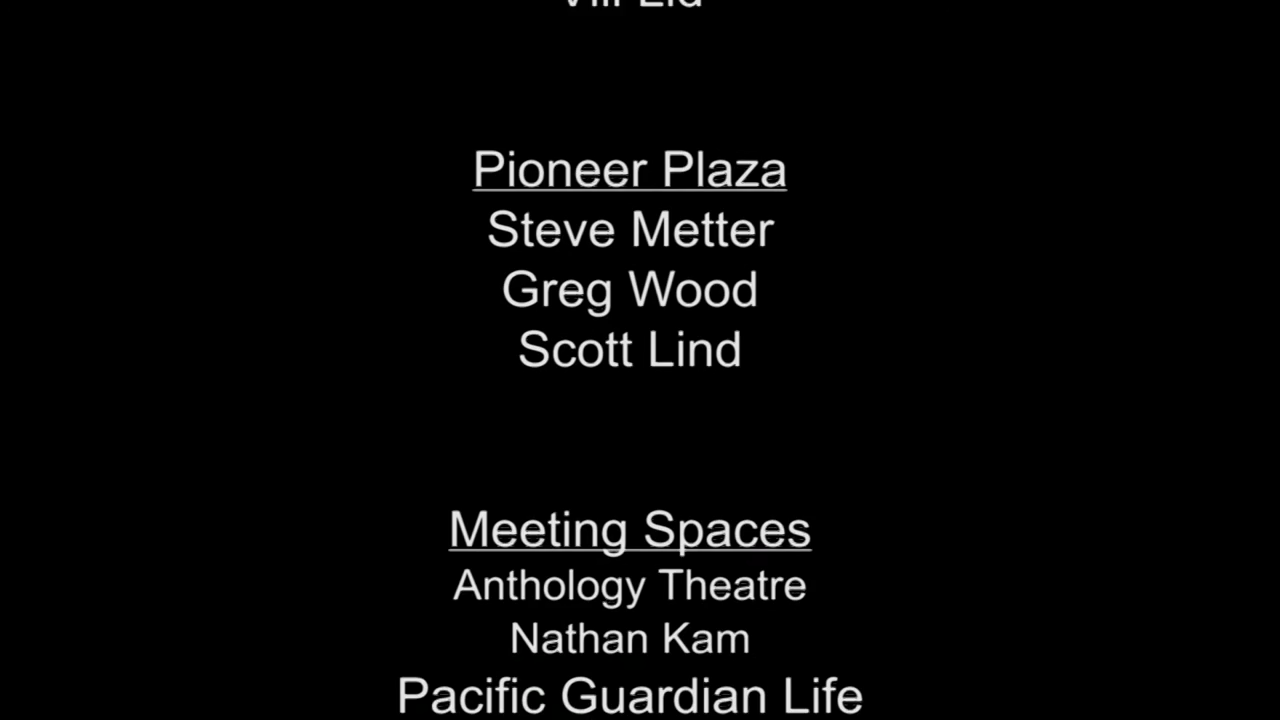 Pioneer Plaza
Steve Metter
Greg Wood
Scott Lind
Meeting Spaces
Anthology Theatre
Nathan Kam
Pacific Guardian Life